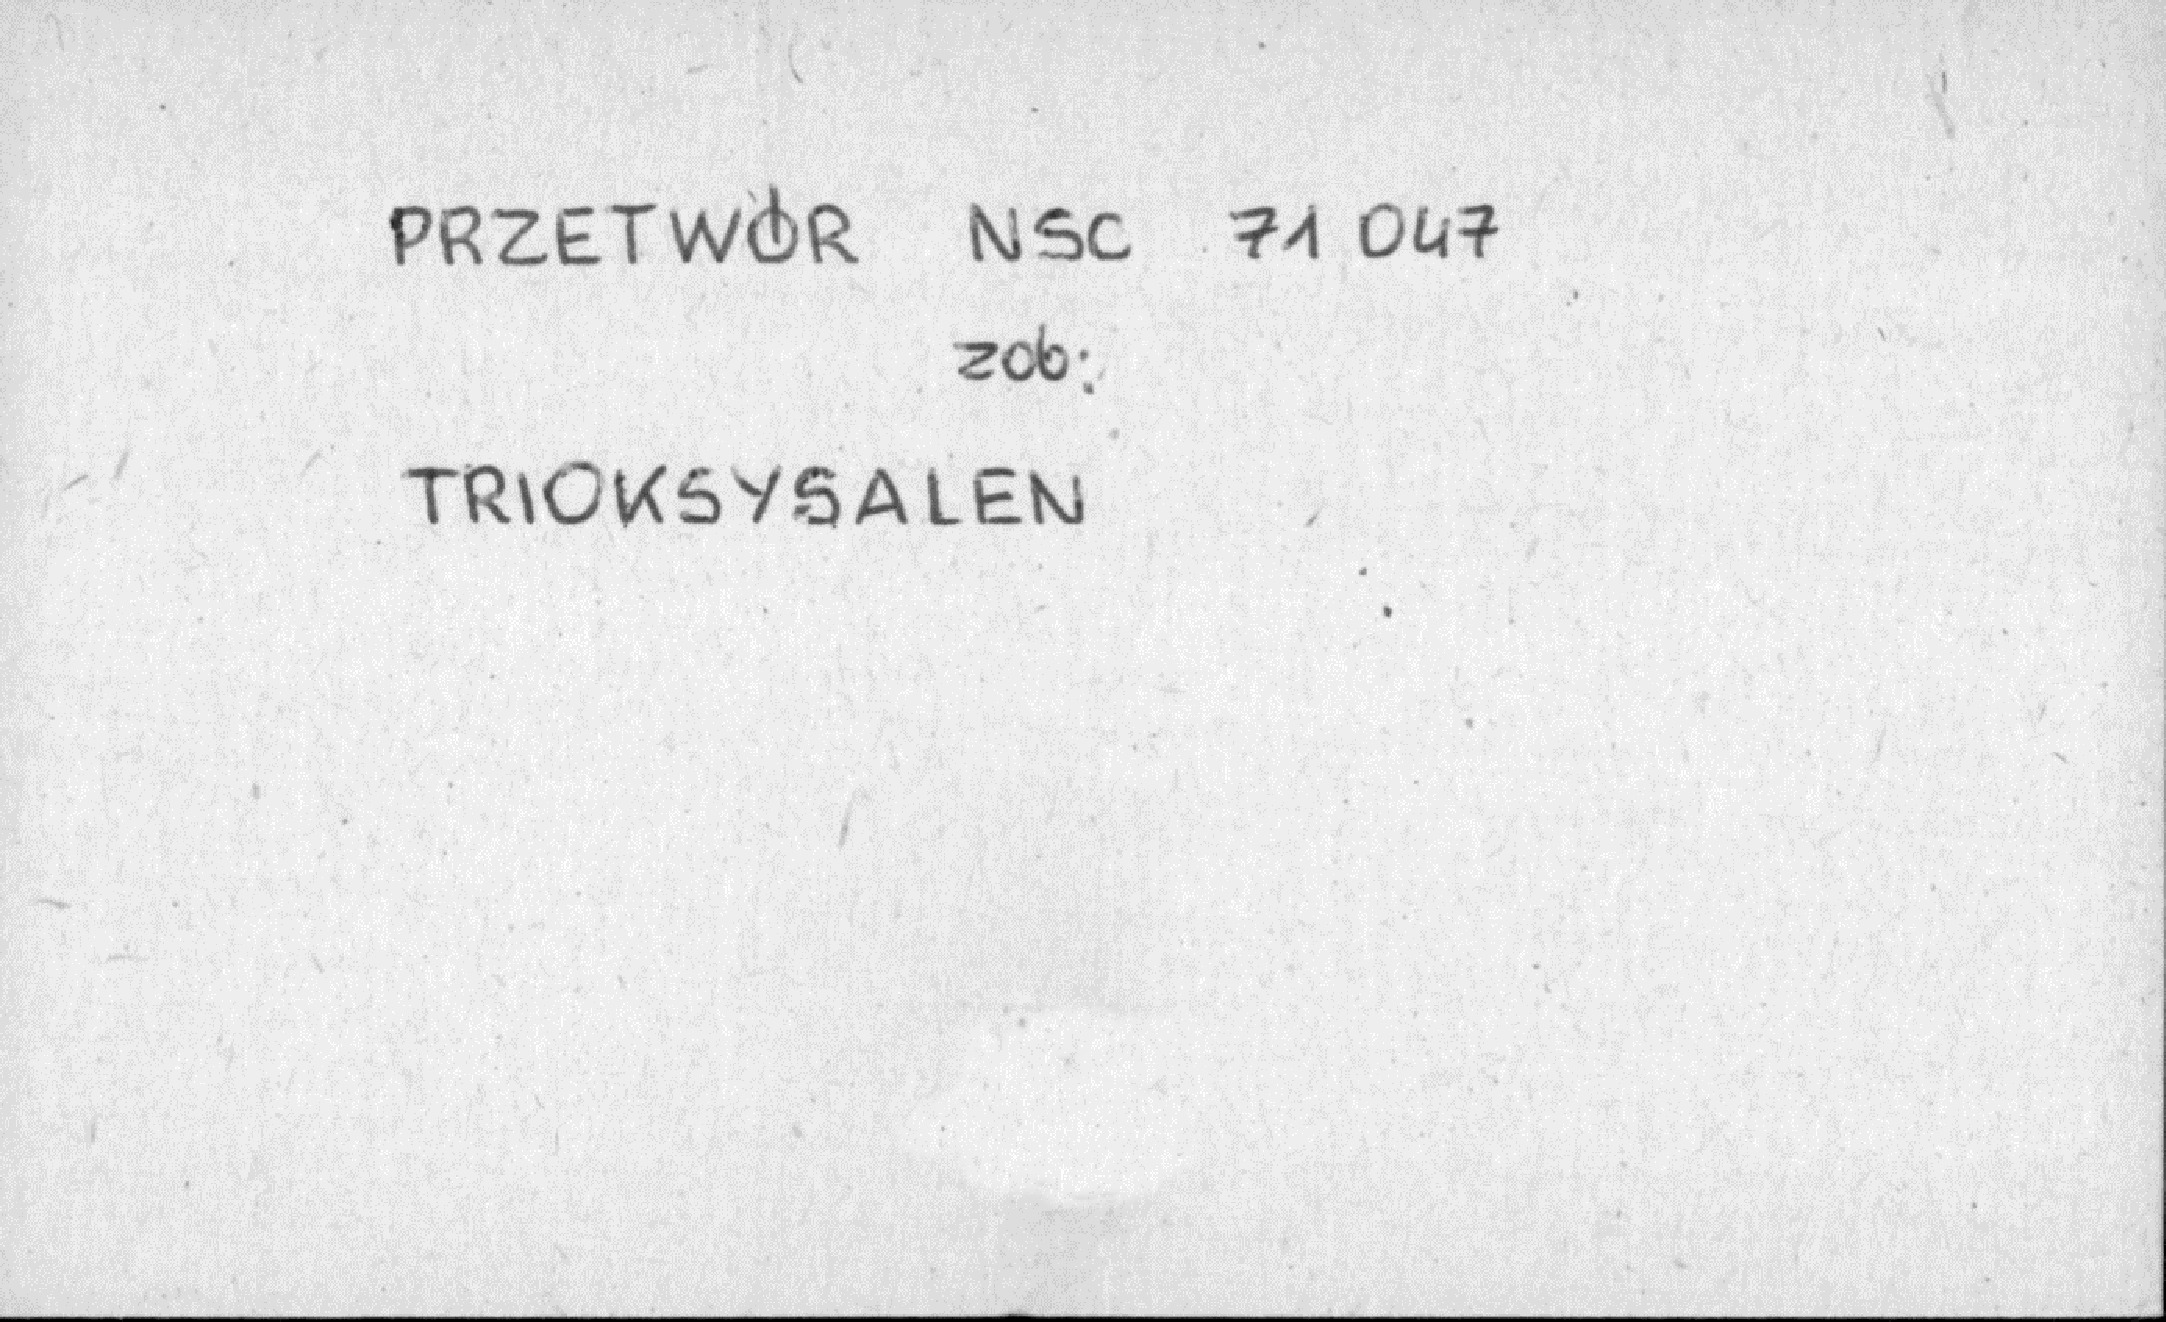 PRZETWÓR NSC 71 047
zob:
TRIOKSYSALEN